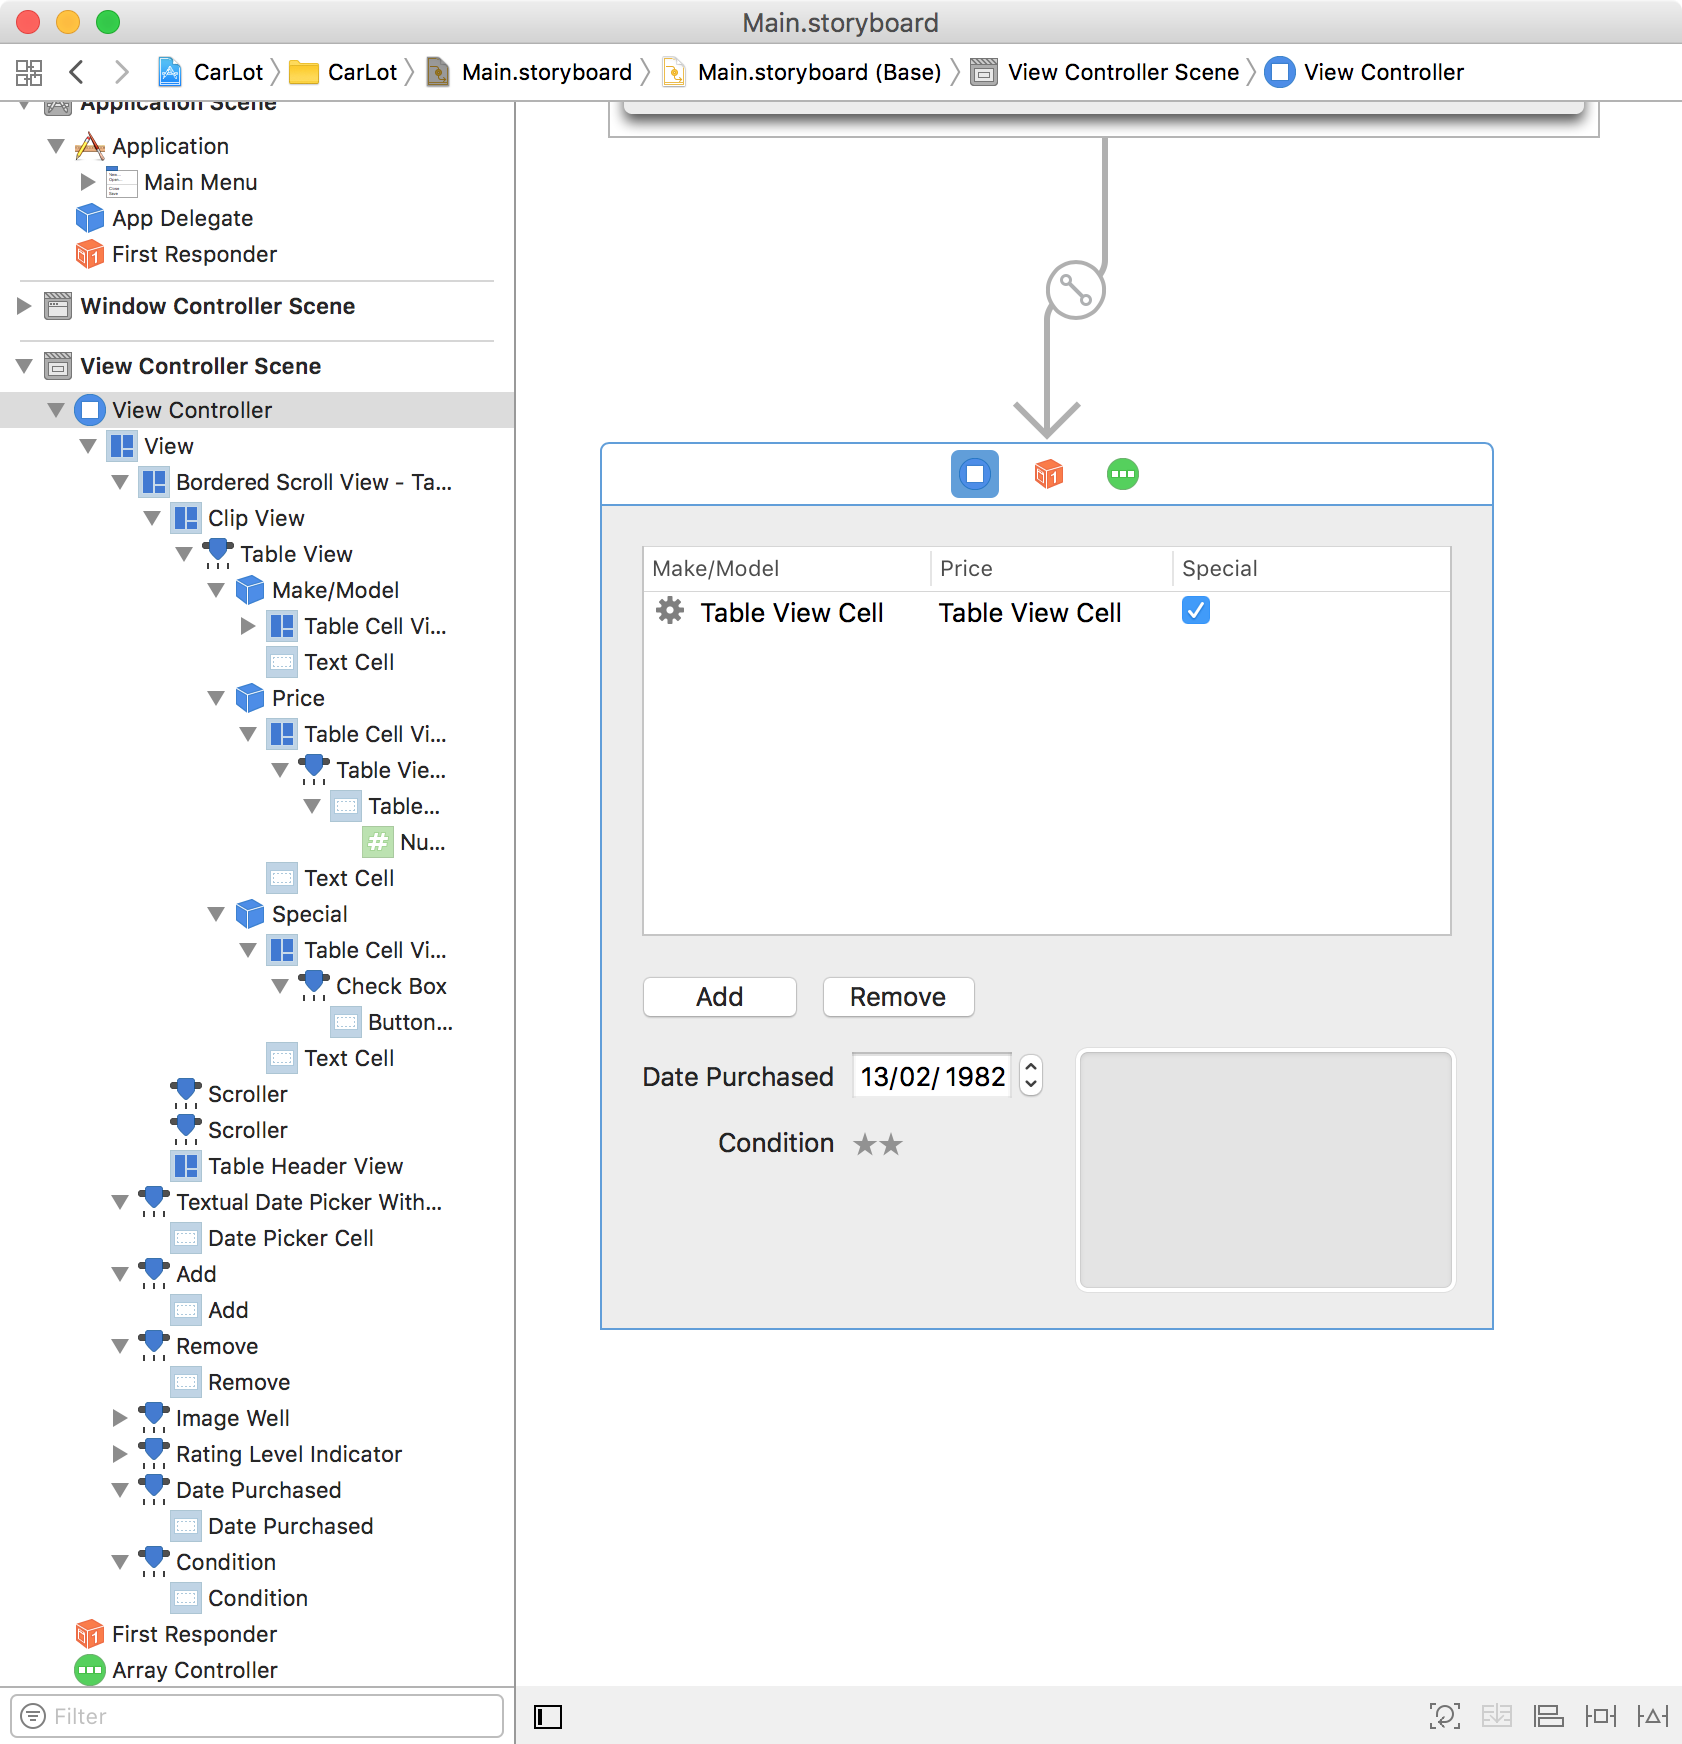 Main.storyboard
CarLot CarLot Main.storyboard Main.storyboard (Base) View Controller Scene View Controller
Application Scene
Application
Main Menu
App Delegate
First Responder
Window Controller Scene
View Controller Scene
View Controller
View
Bordered Scroll View - Ta...
Clip View
Table View
Make/Model
Table Cell Vi...
Text Cell
Price
Table Cell Vi...
Table Vie...
Table...
# Nu...
Text Cell
Special
Table Cell Vi...
Check Box
Button...
Text Cell
Scroller
Scroller
Table Header View
Textual Date Picker With...
Date Picker Cell
Add
Add
Remove
Remove
Image Well
Rating Level Indicator
Date Purchased
Date Purchased
Condition
Condition
First Responder
Array Controller
Filter
Make/Model Price Special
Table View Cell Table View Cell
Add Remove
Date Purchased 13/02/1982
Condition